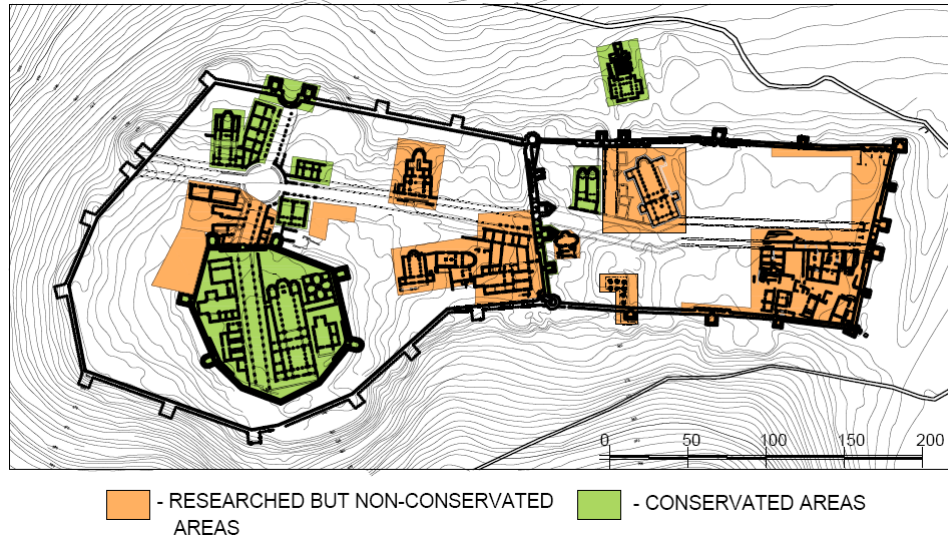 0 50 100 150 200
- RESEARCHED BUT NON-CONSERVATED
AREAS
- CONSERVATED AREAS